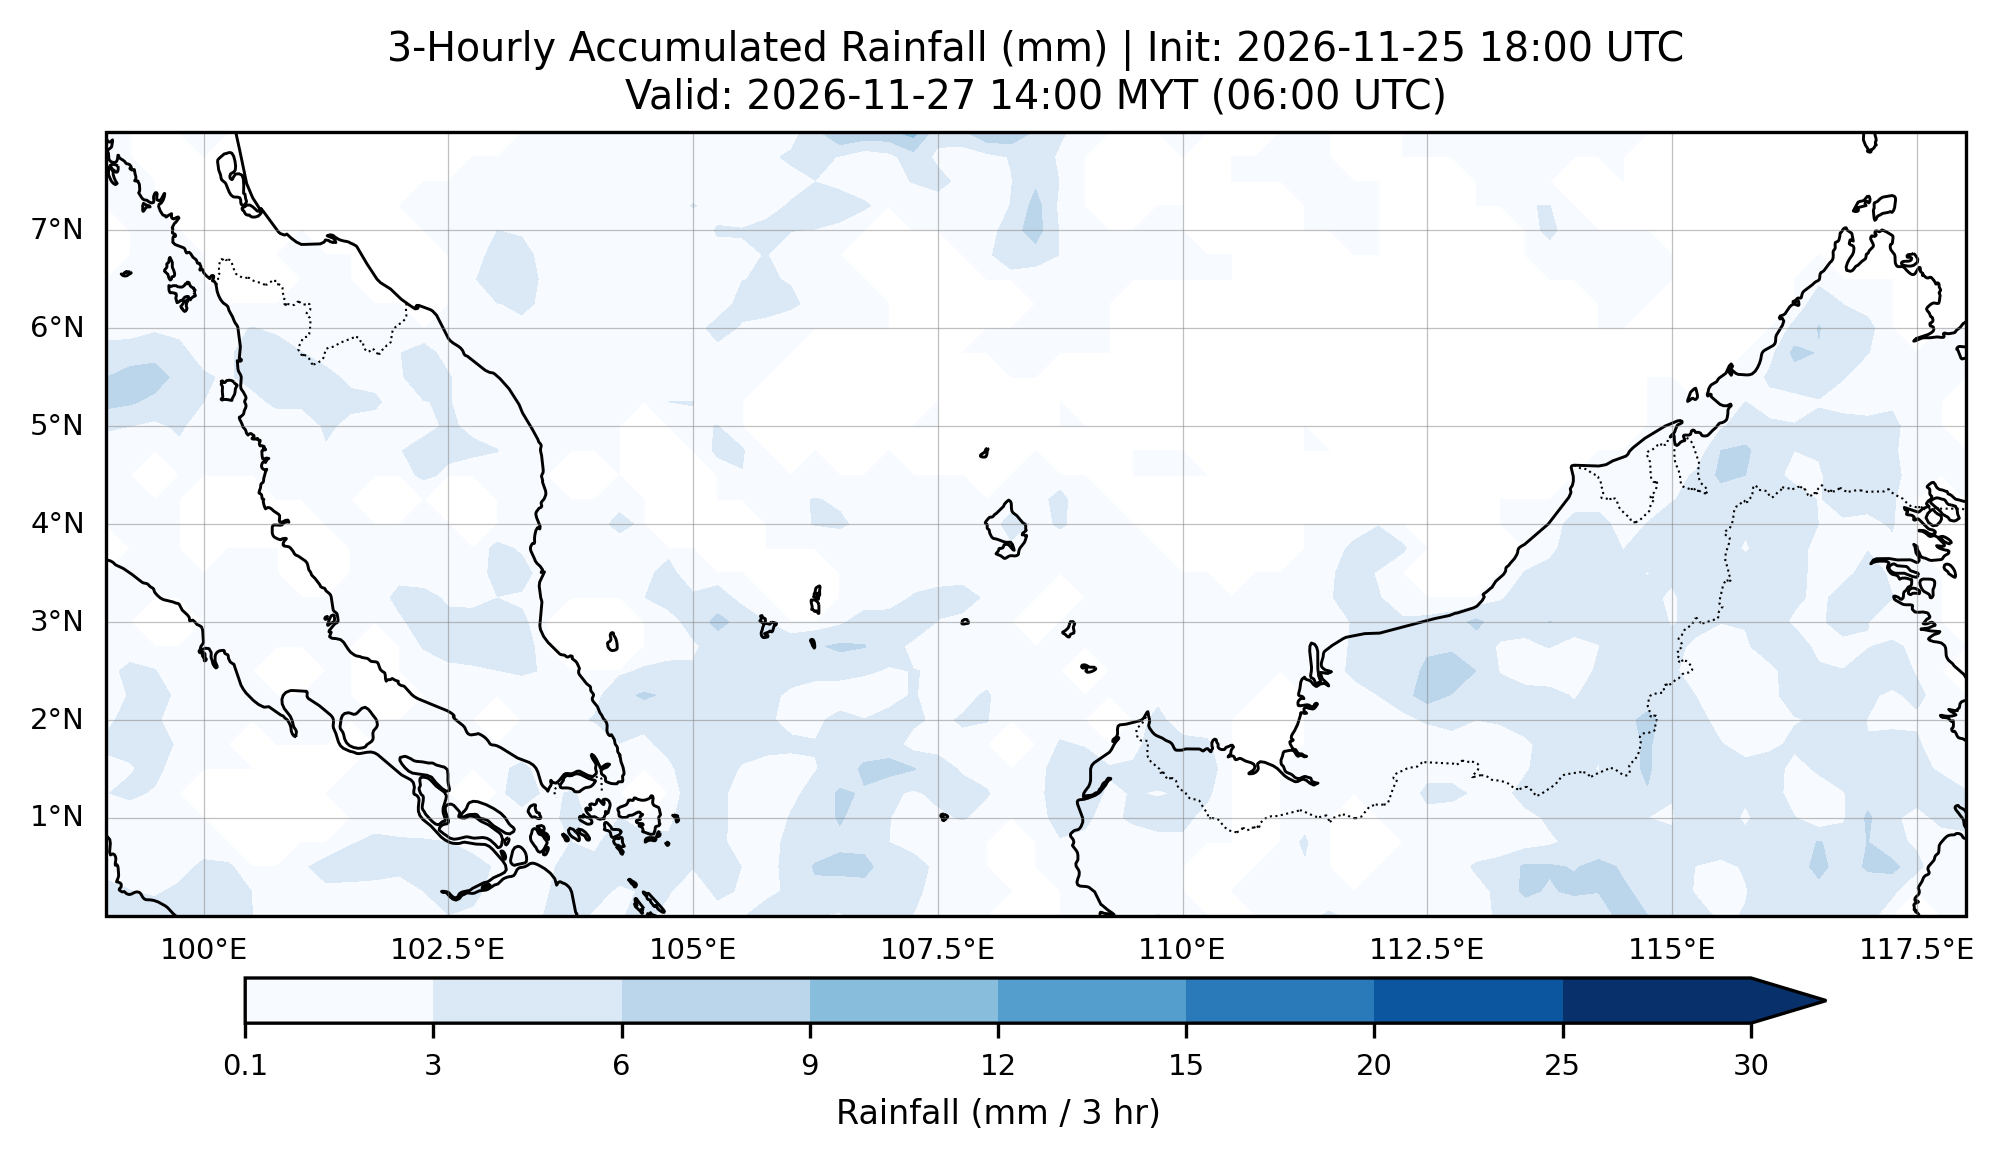 3-Hourly Accumulated Rainfall (mm) | Init: 2026-11-25 18:00 UTC
Valid: 2026-11-27 14:00 MYT (06:00 UTC)
7°N
6°N
5°N
4°N
3°N
2°N
1°N
100°E 102.5°E 105°E 107.5°E 110°E 112.5°E 115°E 117.5°E
0.1 3 6 9 12 15 20 25 30
Rainfall (mm / 3 hr)